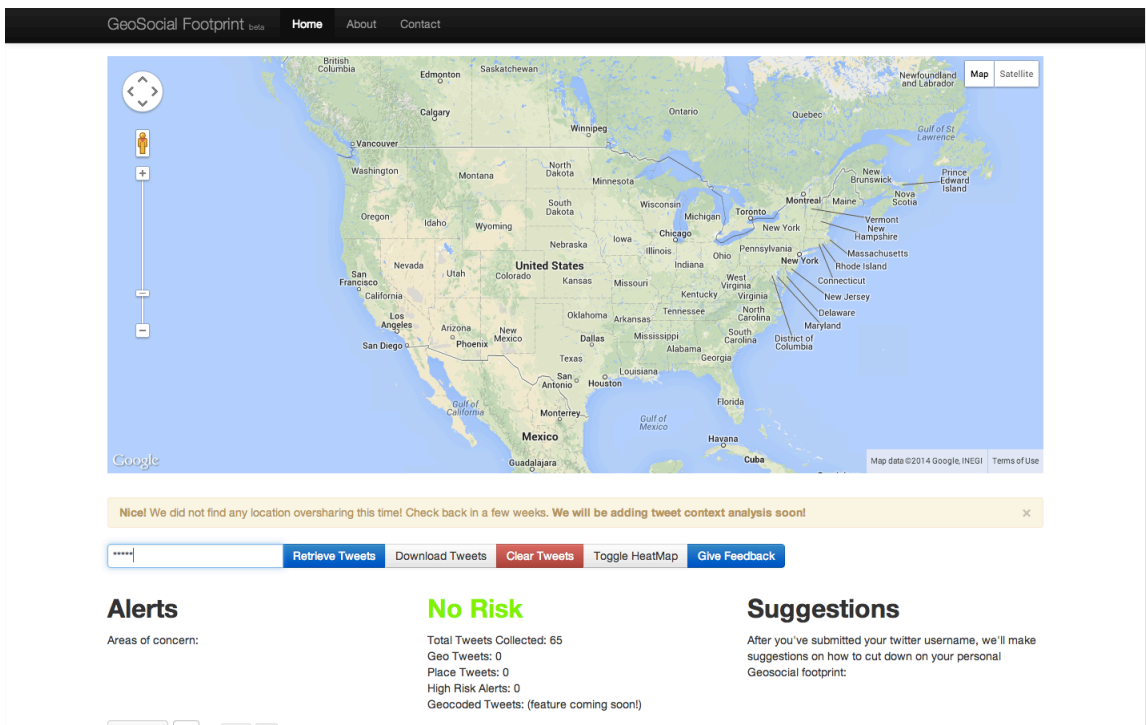 GeoSocial Footprint beta Home About Contact
British
Columbia
Edmonton
Saskatchewan
Newfoundland
and Labrador
Map Satellite
Calgary
Ontario
Quebec
Winnipeg
Gulf of St
Lawrence
Vancouver
Washington
Montana
North
Dakota
Minnesota
New
Brunswick
Prince
Edward
Island
Nova
Scotia
Oregon
Idaho
Wyoming
South
Dakota
Wisconsin
Michigan
Toronto
Montreal
Maine
Vermont
New
Hampshire
New York
Chicago
Iowa
Nebraska
Illinois
Indiana
Ohio
Pennsylvania
New York
Massachusetts
Rhode Island
Connecticut
New Jersey
Delaware
Maryland
District of
Columbia
Nevada
Utah
Colorado
United States
Kansas
Missouri
West
Virginia
Kentucky
Virginia
San
Francisco
California
Los
Angeles
San Diego
Arizona
Phoenix
New
Mexico
Oklahoma
Arkansas
Tennessee
North
Carolina
South
Carolina
Dallas
Mississippi
Alabama
Georgia
Texas
Louisiana
San
Antonio
Houston
Florida
Gulf of
California
Monterrey
Gulf of
Mexico
Mexico
Havana
Cuba
Guadalajara
Google
Map data ©2014 Google, INEGI Terms of Use
Nice! We did not find any location oversharing this time! Check back in a few weeks. We will be adding tweet context analysis soon! ×
***** Retrieve Tweets Download Tweets Clear Tweets Toggle HeatMap Give Feedback
Alerts
Areas of concern:
No Risk
Total Tweets Collected: 65
Geo Tweets: 0
Place Tweets: 0
High Risk Alerts: 0
Geocoded Tweets: (feature coming soon!)
Suggestions
After you've submitted your twitter username, we'll make
suggestions on how to cut down on your personal
Geosocial footprint: